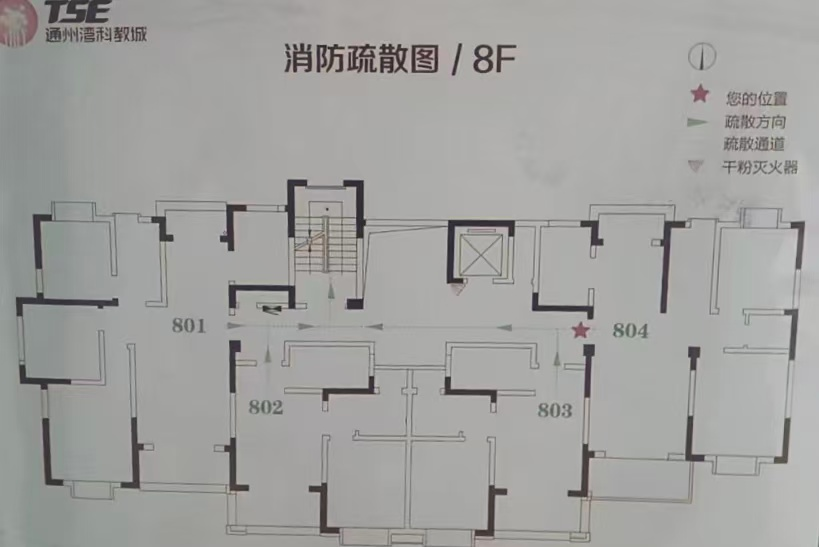 TSE
通州湾科教城
消防疏散图 / 8F
您的位置
疏散方向
疏散通道
干粉灭火器
801
804
802
803